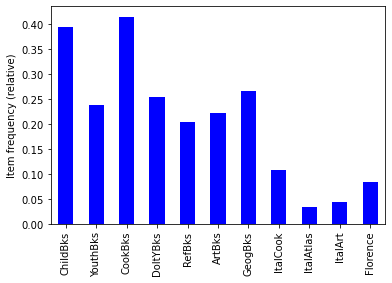 Item frequency (relative)
0.40
0.35
0.30
0.25
0.20
0.15
0.10
0.05
0.00
ChildBks
YouthBks
CookBks
DoItYBks
RefBks
ArtBks
GeogBks
ItalCook
ItalAtlas
ItalArt
Florence